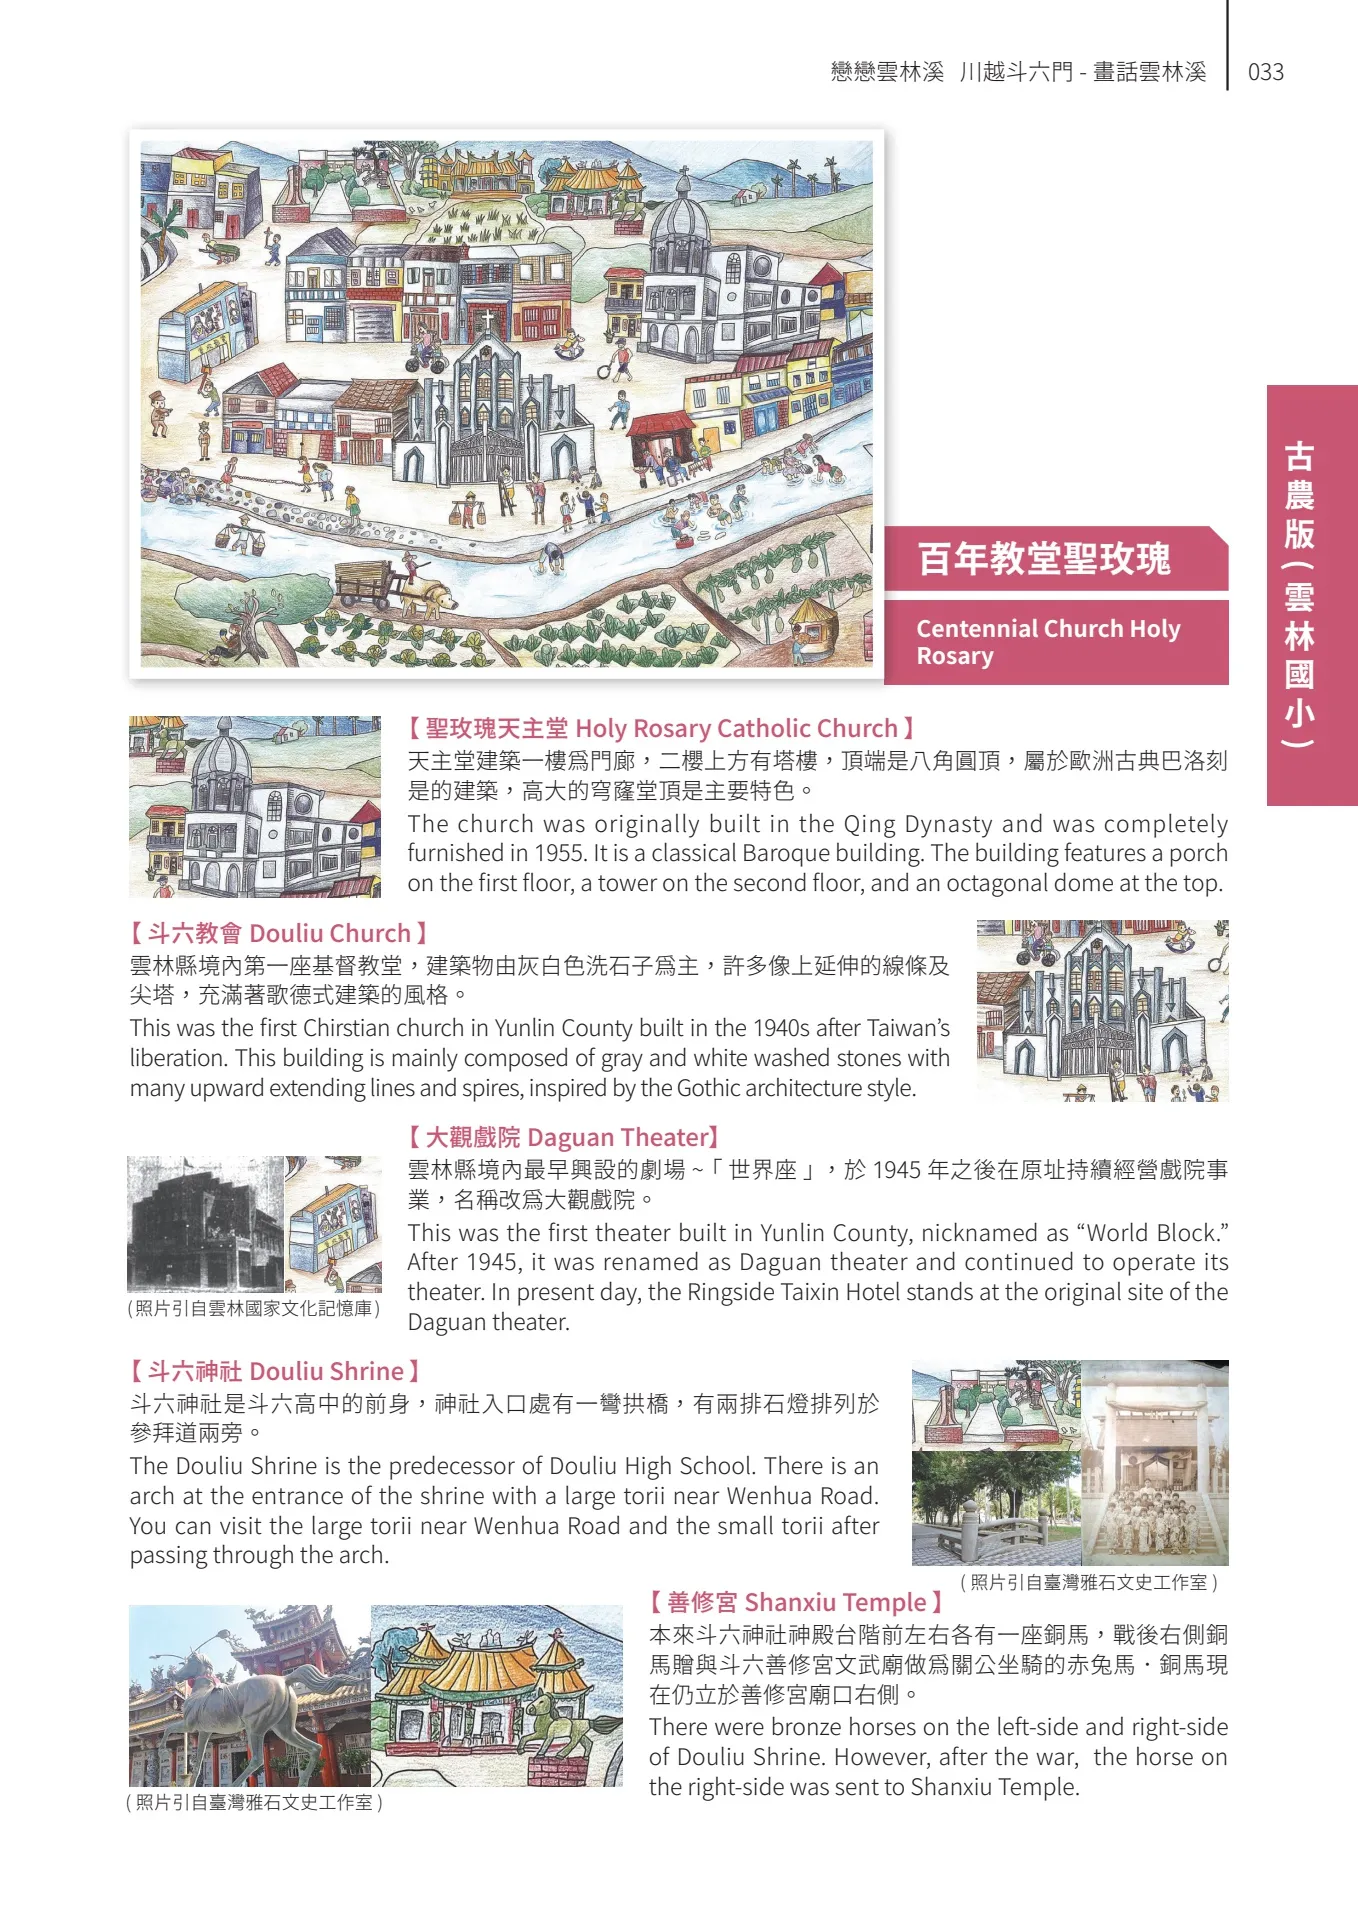 戀戀雲林溪 川越斗六門 - 畫話雲林溪
033
古農版(雲林國小)
百年教堂聖玫瑰
Centennial Church Holy
Rosary
【 聖玫瑰天主堂 Holy Rosary Catholic Church 】
天主堂建築一樓爲門廊，二櫻上方有塔樓，頂端是八角圓頂，屬於歐洲古典巴洛刻
是的建築，高大的穹窿堂頂是主要特色。
The church was originally built in the Qing Dynasty and was completely
furnished in 1955. It is a classical Baroque building. The building features a porch
on the first floor, a tower on the second floor, and an octagonal dome at the top.
【 斗六教會 Douliu Church 】
雲林縣境內第一座基督教堂，建築物由灰白色洗石子爲主，許多像上延伸的線條及
尖塔，充滿著歌德式建築的風格。
This was the first Chirstian church in Yunlin County built in the 1940s after Taiwan’s
liberation. This building is mainly composed of gray and white washed stones with
many upward extending lines and spires, inspired by the Gothic architecture style.
【 大觀戲院 Daguan Theater】
雲林縣境內最早興設的劇場 ~「 世界座 」，於 1945 年之後在原址持續經營戲院事
業，名稱改爲大觀戲院。
This was the first theater built in Yunlin County, nicknamed as “World Block.”
After 1945, it was renamed as Daguan theater and continued to operate its
theater. In present day, the Ringside Taixin Hotel stands at the original site of the
Daguan theater.
(照片引自雲林國家文化記憶庫)
【 斗六神社 Douliu Shrine 】
斗六神社是斗六高中的前身，神社入口處有一彎拱橋，有兩排石燈排列於
參拜道兩旁。
The Douliu Shrine is the predecessor of Douliu High School. There is an
arch at the entrance of the shrine with a large torii near Wenhua Road.
You can visit the large torii near Wenhua Road and the small torii after
passing through the arch.
( 照片引自臺灣雅石文史工作室 )
【 善修宮 Shanxiu Temple 】
本來斗六神社神殿台階前左右各有一座銅馬，戰後右側銅
馬贈與斗六善修宮文武廟做爲關公坐騎的赤兔馬．銅馬現
在仍立於善修宮廟口右側。
There were bronze horses on the left-side and right-side
of Douliu Shrine. However, after the war, the horse on
the right-side was sent to Shanxiu Temple.
( 照片引自臺灣雅石文史工作室 )